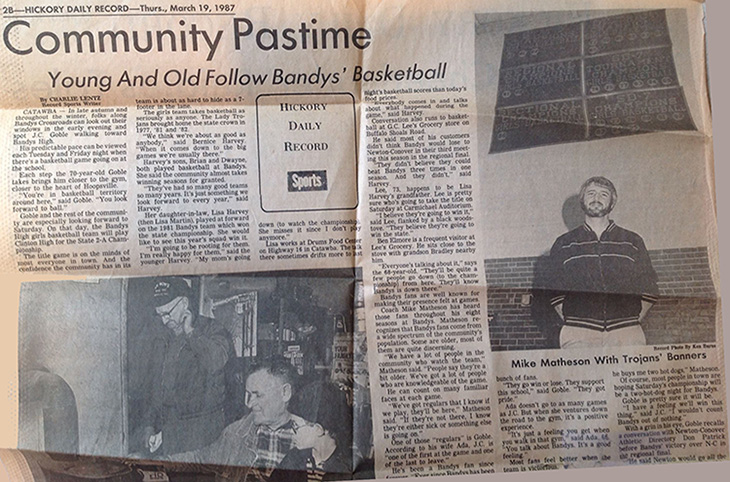 2B—HICKORY DAILY RECORD—Thurs., March 19, 1987
Community Pastime
Young And Old Follow Bandys' Basketball
By CHARLIE LENTZ
Record Sports Writer
CATAWBA — In late autumn and
throughout the winter, folks along
Bandys Crossroads can look out their
windows in the early evening and
spot J.C. Goble walking toward
Bandys High.
His predictable pace can be viewed
each Tuesday and Friday night when
there's a basketball game going on at
the school.
Each step the 70-year-old Goble
takes brings him closer to the gym,
closer to the heart of Hoopsville.
"You're in basketball territory
around here," said Goble. "You look
forward to ball."
Goble and the rest of the commun-
ity are especially looking forward to
Saturday. On that day, the Bandys
High girls basketball team will play
Clinton High for the State 2-A Cham-
pionship.
The title game is on the minds of
most everyone in town. And the
confidence the community has in its
team is about as hard to hide as a 7-
footer in the lane.
The girls team takes basketball as
seriously as anyone. The Lady Tro-
jans brought home the state crown in
1977, '81 and '82.
"We think we're about as good as
anybody," said Bernice Harvey.
"When it comes down to the big
games we're usually there."
Harvey's sons, Brian and Dwayne,
both played at Bandys.
She said the community almost takes
winning seasons for granted.
"They've had so many good teams
so many years. It's just something we
look forward to every year," said
Harvey.
Her daughter-in-law, Lisa Harvey
(then Lisa Martin), played at forward
on the 1981 Bandys team which won
the state championship. She would
love to see this year's squad win it.
"I'm going to be rooting for them.
I'm really happy for them," said the
younger Harvey. "My mom's going
HICKORY
DAILY
RECORD
Sports
down (to watch the championship).
She misses it since I don't play
anymore."
Lisa works at Drums Food Center
on Highway 16 in Catawba. The talk
there sometimes drifts more to last
night's basketball scores than today's
food prices.
"Everybody comes in and talks
about what happened during the
game," said Harvey.
Conversation also runs to basket-
ball at G.C. Lee's Grocery store on
Buffalo Shoals Road.
He said most of his customers
didn't think Bandys would lose to
Newton-Conover in their third meet-
ing this season in the regional final.
"They didn't believe they could
beat Bandys three times in one
season. And they didn't," said
Harvey.
Lee, 73, happens to be Lisa
Harvey's grandfather. Lee is pretty
sure who's going to take the title on
Saturday at Carmichael Auditorium.
"I believe they're going to win it,"
said Lee, flanked by a black woods-
tove. "They believe they're going to
win the state."
Ben Elmore is a frequent visitor at
Lee's Grocery. He sits close to the
stove with grandson Bradley nearby
him.
"Everyone's talking about it," says
the 48-year-old. "They'll be quite a
few people go down (to the cham-
pionship) from here. They'll know
Bandys is down there."
Bandys fans are well known for
making their presence felt at games
Coach Mike Matheson has heard
those fans throughout his eight
seasons at Bandys. Matheson re-
cognizes that Bandys fans come from
a wide spectrum of the community's
population. Some are older, most of
them are quite discerning.
"We have a lot of people in the
community who watch the team,"
Matheson said. "People say they're a
bit older. We've got a lot of people
who are knowledgeable of the game.
He can count on many familiar
faces at each game.
"We've got regulars that I know if
we play, they'll be here," Matheson
said. "If they're not there, I know
they're either sick or something else
is going on."
One of those "regulars" is Goble.
According to his wife Ada, J.C. is
"one of the first at the game and one
of the last to leave."
He's been a Bandys fan since
Record Photo By Ken
Mike Matheson With Trojans' Banners
bunch of fans.
"They go win or lose. They support
this school," said Goble. "They got
pride."
Ada doesn't go to as many games
as J.C. But when she ventures down
the road to the gym, it's a positive
experience.
"It's just a feeling you get when
you walk in that gym," said Ada, 68.
"You talk about Bandys. It's a good
feeling."
Most fans feel better when the
team is victorious.
he buys me two hot dogs," Matheson.
Of course, most people in town are
hoping Saturday's championship will
be a two-hot-dog night for Bandys.
Goble is pretty sure it will be.
"I have a feeling we'll win this
thing," said J.C. "I wouldn't count
Bandys out of nothing."
With a grin in his eye, Goble recalls
a conversation with Newton-Conover
Athletic Directory Don Patrick
before Bandys victory over N-C in
the regional final.
He said Newton would go all the